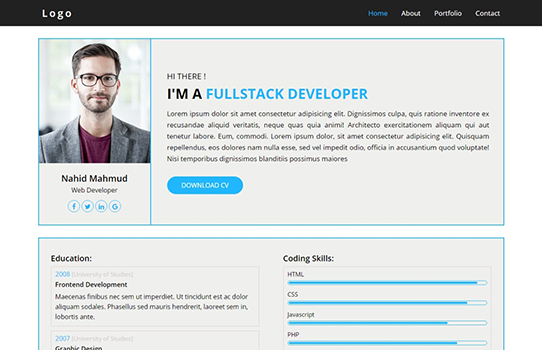 Logo
Home About Portfolio Contact
HI THERE !
I'M A FULLSTACK DEVELOPER
Lorem ipsum dolor sit amet consectetur adipisicing elit. Dignissimos culpa, quis ratione inventore ex
recusandae aliquid veritatis, neque quas quia animi! Architecto exercitationem aliquam qui aut
tenetur labore. Eum, commodi. Lorem ipsum dolor, sit amet consectetur adipisicing elit. Quisquam
repellendus, eos dolores nam nulla esse, sed vel impedit odio, officia in accusantium quod voluptate!
Nisi temporibus dignissimos blanditiis possimus maiores
DOWNLOAD CV
Nahid Mahmud
Web Developer
Education:
2008 (University of Studies)
Frontend Development
Maecenas finibus nec sem ut imperdiet. Ut tincidunt est ac dolor
aliquam sodales. Phasellus sed mauris hendrerit, laoreet sem in,
lobortis ante.
2007 (University of Studies)
Graphic Design
Coding Skills:
HTML
CSS
Javascript
PHP